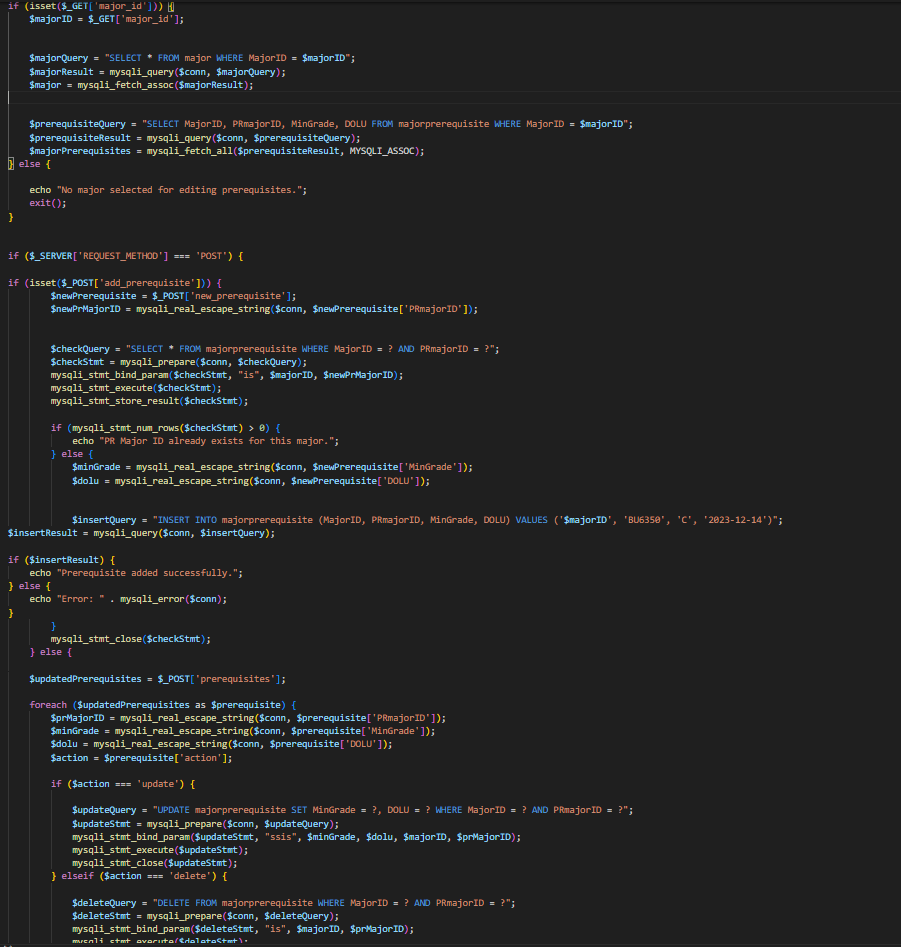 if (isset($_GET['major_id'])) {
$majorID = $_GET['major_id'];
$majorQuery = "SELECT * FROM major WHERE MajorID = $majorID";
$majorResult = mysqli_query($conn, $majorQuery);
$major = mysqli_fetch_assoc($majorResult);
$prerequisiteQuery = "SELECT MajorID, PRmajorID, MinGrade, DOLU FROM majorprerequisite WHERE MajorID = $majorID";
$prerequisiteResult = mysqli_query($conn, $prerequisiteQuery);
$majorPrerequisites = mysqli_fetch_all($prerequisiteResult, MYSQLI_ASSOC);
} else {
echo "No major selected for editing prerequisites.";
exit();
}
if ($_SERVER['REQUEST_METHOD'] === 'POST') {
if (isset($_POST['add_prerequisite'])) {
$newPrerequisite = $_POST['new_prerequisite'];
$newPrMajorID = mysqli_real_escape_string($conn, $newPrerequisite['PRmajorID']);
$checkQuery = "SELECT * FROM majorprerequisite WHERE MajorID = ? AND PRmajorID = ?";
$checkStmt = mysqli_prepare($conn, $checkQuery);
mysqli_stmt_bind_param($checkStmt, "is", $majorID, $newPrMajorID);
mysqli_stmt_execute($checkStmt);
mysqli_stmt_store_result($checkStmt);
if (mysqli_stmt_num_rows($checkStmt) > 0) {
echo "PR Major ID already exists for this major.";
} else {
$minGrade = mysqli_real_escape_string($conn, $newPrerequisite['MinGrade']);
$dolu = mysqli_real_escape_string($conn, $newPrerequisite['DOLU']);
$insertQuery = "INSERT INTO majorprerequisite (MajorID, PRmajorID, MinGrade, DOLU) VALUES ('$majorID', 'BU6350', 'C', '2023-12-14')";
$insertResult = mysqli_query($conn, $insertQuery);
if ($insertResult) {
echo "Prerequisite added successfully.";
} else {
echo "Error: " . mysqli_error($conn);
}
}
mysqli_stmt_close($checkStmt);
} else {
$updatedPrerequisites = $_POST['prerequisites'];
foreach ($updatedPrerequisites as $prerequisite) {
$prMajorID = mysqli_real_escape_string($conn, $prerequisite['PRmajorID']);
$minGrade = mysqli_real_escape_string($conn, $prerequisite['MinGrade']);
$dolu = mysqli_real_escape_string($conn, $prerequisite['DOLU']);
$action = $prerequisite['action'];
if ($action === 'update') {
$updateQuery = "UPDATE majorprerequisite SET MinGrade = ?, DOLU = ? WHERE MajorID = ? AND PRmajorID = ?";
$updateStmt = mysqli_prepare($conn, $updateQuery);
mysqli_stmt_bind_param($updateStmt, "ssis", $minGrade, $dolu, $majorID, $prMajorID);
mysqli_stmt_execute($updateStmt);
mysqli_stmt_close($updateStmt);
} elseif ($action === 'delete') {
$deleteQuery = "DELETE FROM majorprerequisite WHERE MajorID = ? AND PRmajorID = ?";
$deleteStmt = mysqli_prepare($conn, $deleteQuery);
mysqli_stmt_bind_param($deleteStmt, "is", $majorID, $prMajorID);
mysqli_stmt_execute($deleteStmt);